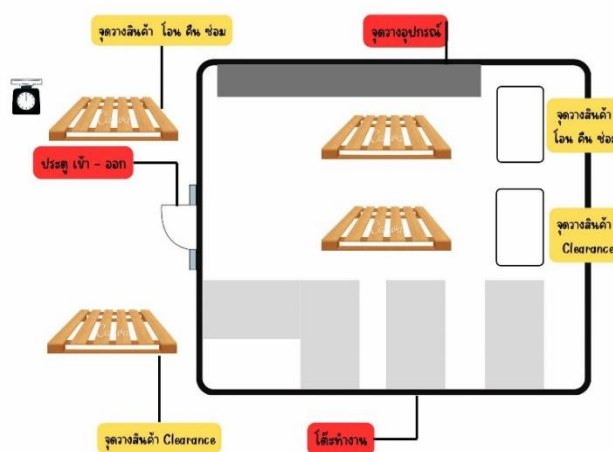 จุดวางสินค้า โอน คืน ซ่อม
จุดวางอุปกรณ์
จุดวางสินค้า
โอน คืน ซ่อม
ประตู เข้า - ออก
จุดวางสินค้า
Clearance
จุดวางสินค้า Clearance
โต๊ะทำงาน